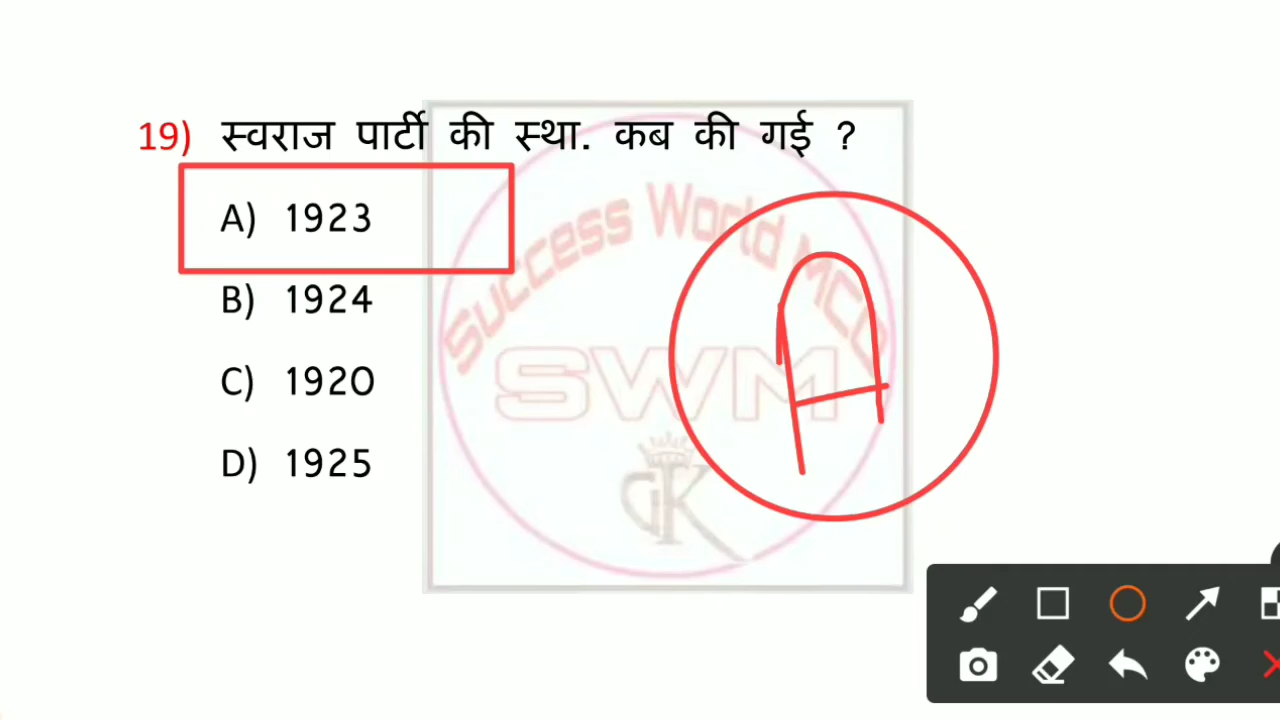 19) स्वराज पार्टी की स्था. कब की गई ?
A) 1923
B) 1924
C) 1920
D) 1925
Success World MCQ
SWM
GK
A